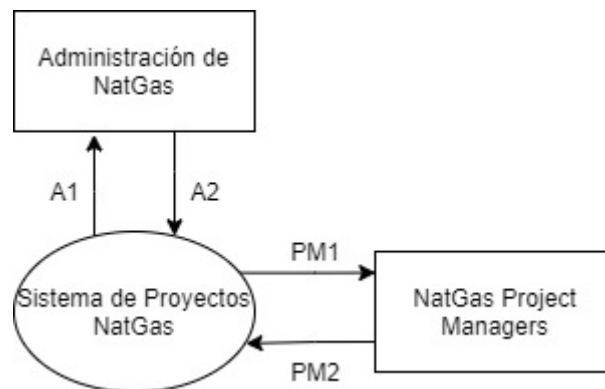 Administración de
NatGas
A1
A2
PM1
Sistema de Proyectos
NatGas
NatGas Project
Managers
PM2